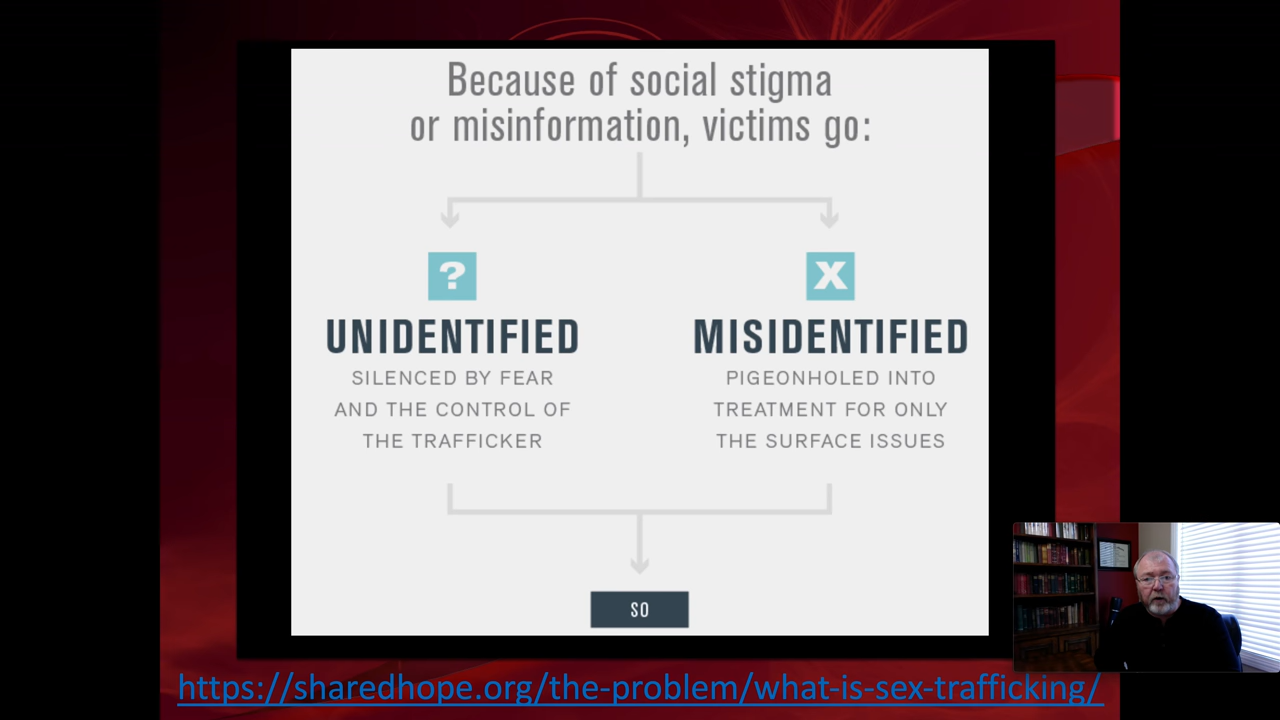 Because of social stigma
or misinformation, victims go:
?
X
UNIDENTIFIED
MISIDENTIFIED
SILENCED BY FEAR
AND THE CONTROL OF
THE TRAFFICKER
PIGEONHOLED INTO
TREATMENT FOR ONLY
THE SURFACE ISSUES
SO
https://sharedhope.org/the-problem/what-is-sex-trafficking/